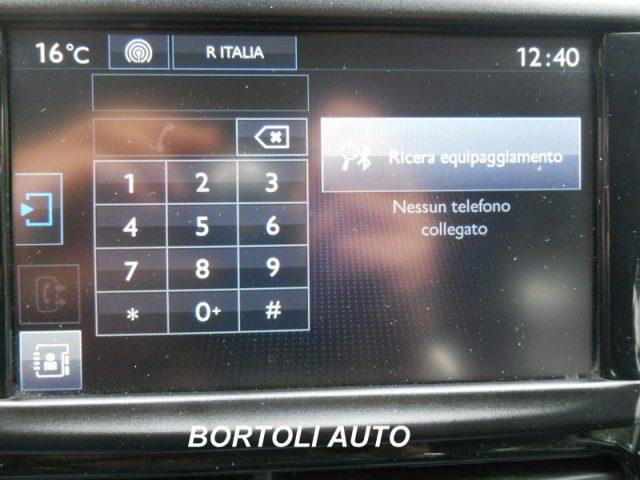 16°C
R ITALIA
12:40
1 2 3
4 5 6
7 8 9
* 0+ #
Ricera equipaggiamento
Nessun telefono
collegato
BORTOLI AUTO